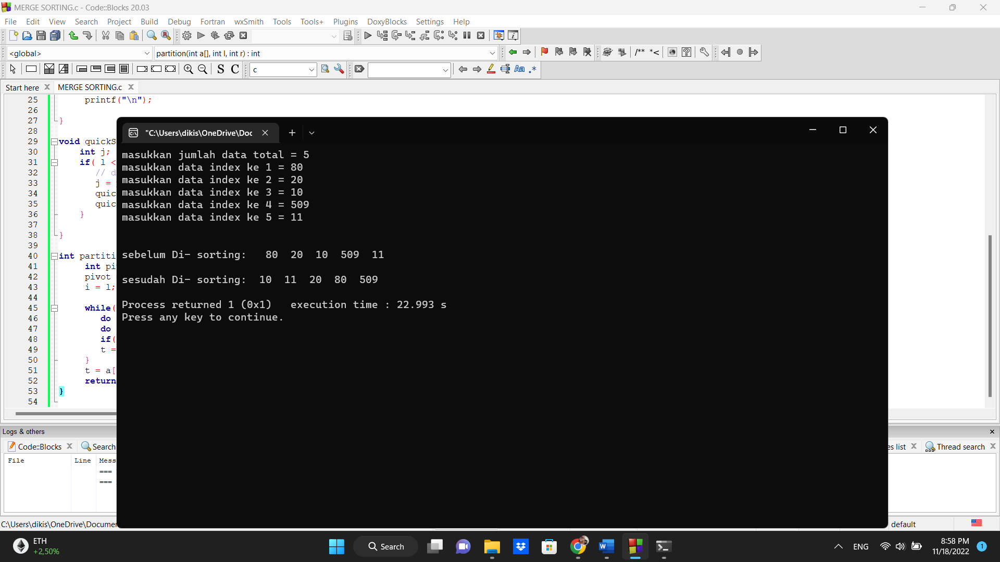 MERGE SORTING.c - Code::Blocks 20.03
File Edit View Search Project Build Debug Fortran wxSmith Tools Tools+ Plugins DoxyBlocks Settings Help
<global> partition(int a[], int l, int r) : int
/** *<
S C c Aa .*
Start here MERGE SORTING.c
25 printf("\n");
26
27 }
28
29 void quickS
30 int j;
31 if( l <
32 // d
33 j =
34 quic
35 quic
36 }
37
38 }
39
40 int partiti
41 int pi
42 pivot
43 i = l;
44
45 while(
46 do
47 do
48 if(
49 t =
50 }
51 t = a[
52 return
53 }
54
"C:\Users\dikis\OneDrive\Doc
masukkan jumlah data total = 5
masukkan data index ke 1 = 80
masukkan data index ke 2 = 20
masukkan data index ke 3 = 10
masukkan data index ke 4 = 509
masukkan data index ke 5 = 11
sebelum Di- sorting: 80 20 10 509 11
sesudah Di- sorting: 10 11 20 80 509
Process returned 1 (0x1) execution time : 22.993 s
Press any key to continue.
Logs & others
Code::Blocks Search es list Thread search
File Line Mess
===
===
C:\Users\dikis\OneDrive\Documen default
ETH
+2,50%
Search
ENG
8:58 PM
11/18/2022
1